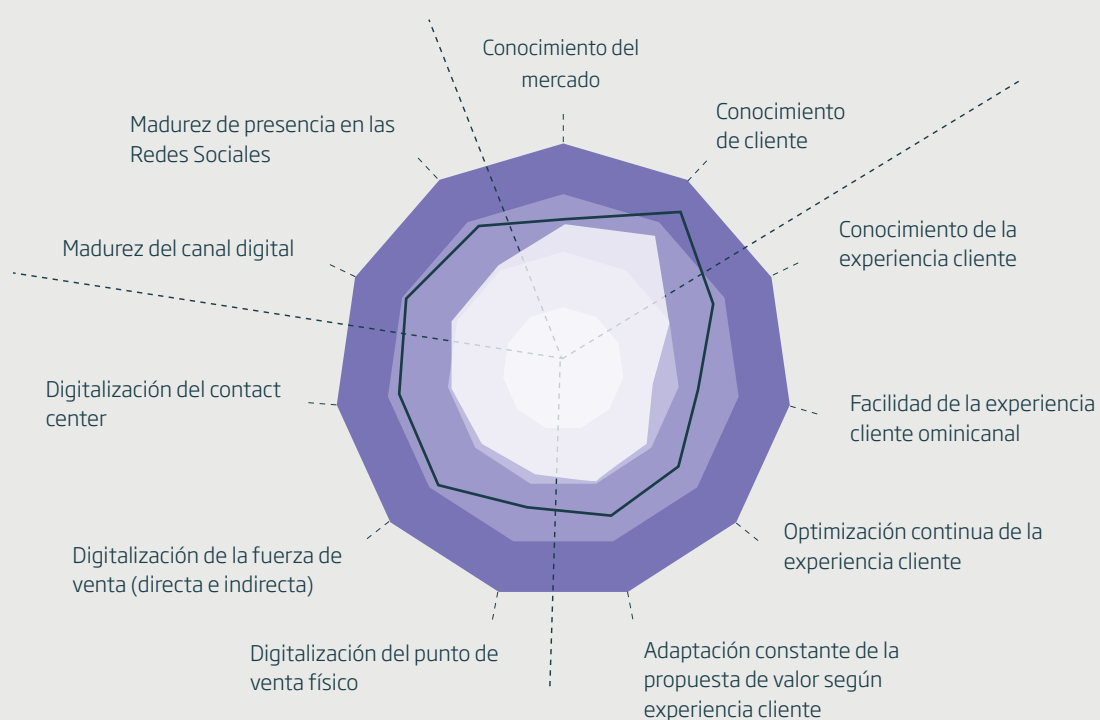 Conocimiento del
mercado
Conocimiento
de cliente
Conocimiento de la
experiencia cliente
Facilidad de la experiencia
cliente ominicanal
Optimización continua de la
experiencia cliente
Adaptación constante de la
propuesta de valor según
experiencia cliente
Digitalización del punto de
venta físico
Digitalización de la fuerza de
venta (directa e indirecta)
Digitalización del contact
center
Madurez del canal digital
Madurez de presencia en las
Redes Sociales